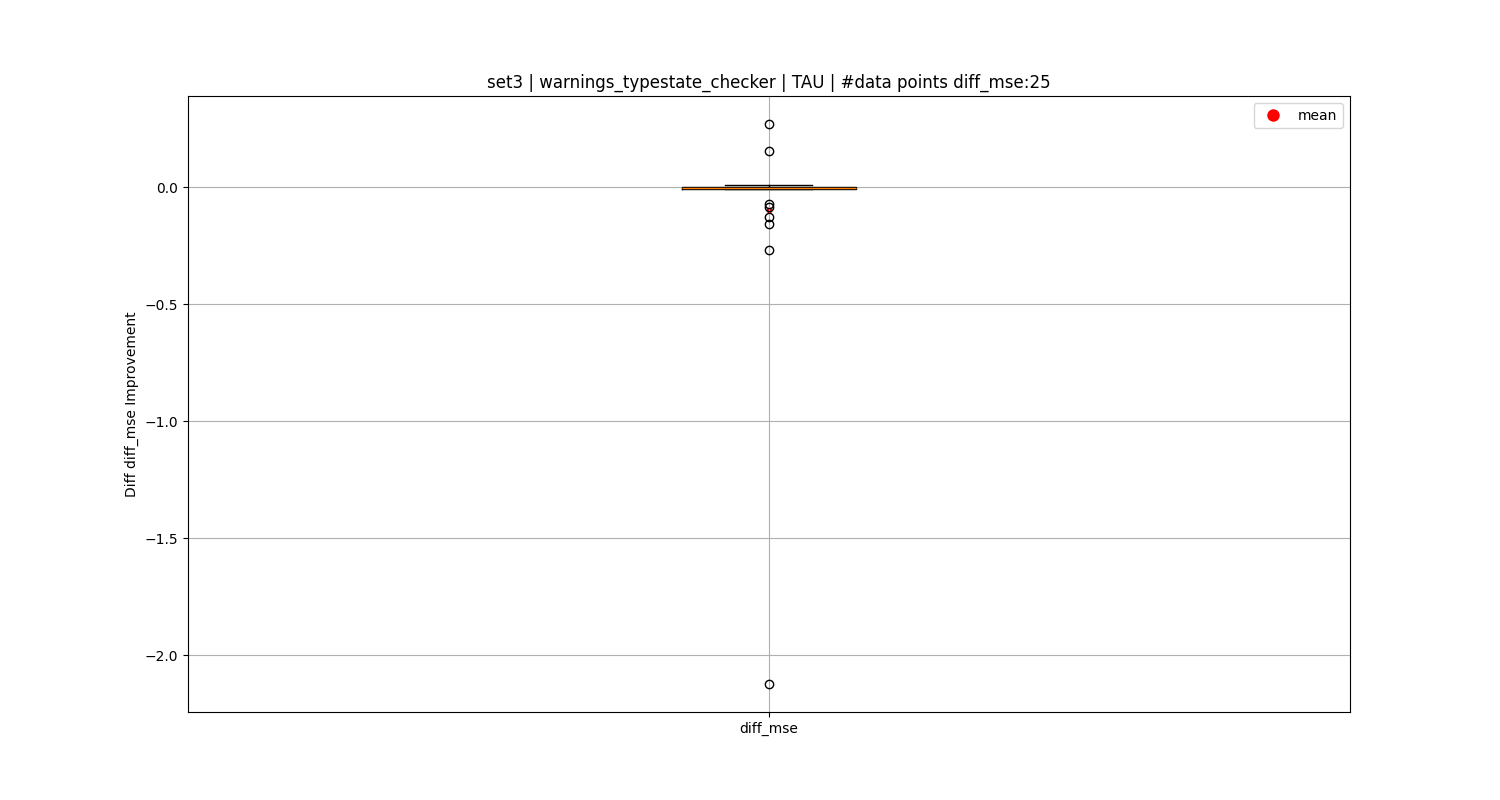 set3 | warnings_typestate_checker | TAU | #data points diff_mse:25
mean
0.0
−0.5
−1.0
−1.5
−2.0
Diff diff_mse Improvement
diff_mse